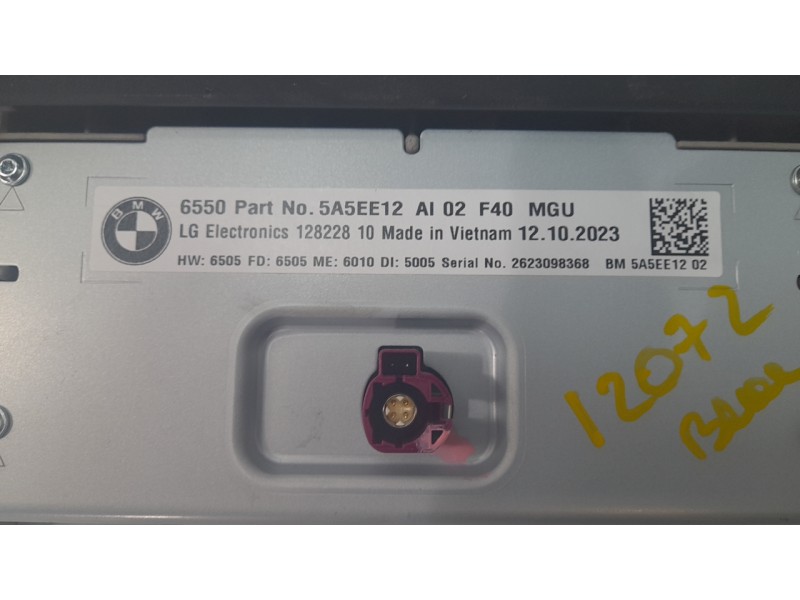 BMW
6550 Part No. 5A5EE12 AI 02 F40 MGU
LG Electronics 128228 10 Made in Vietnam 12.10.2023
HW: 6505 FD: 6505 ME: 6010 DI: 5005 Serial No. 2623098368 BM 5A5EE12 02
12072